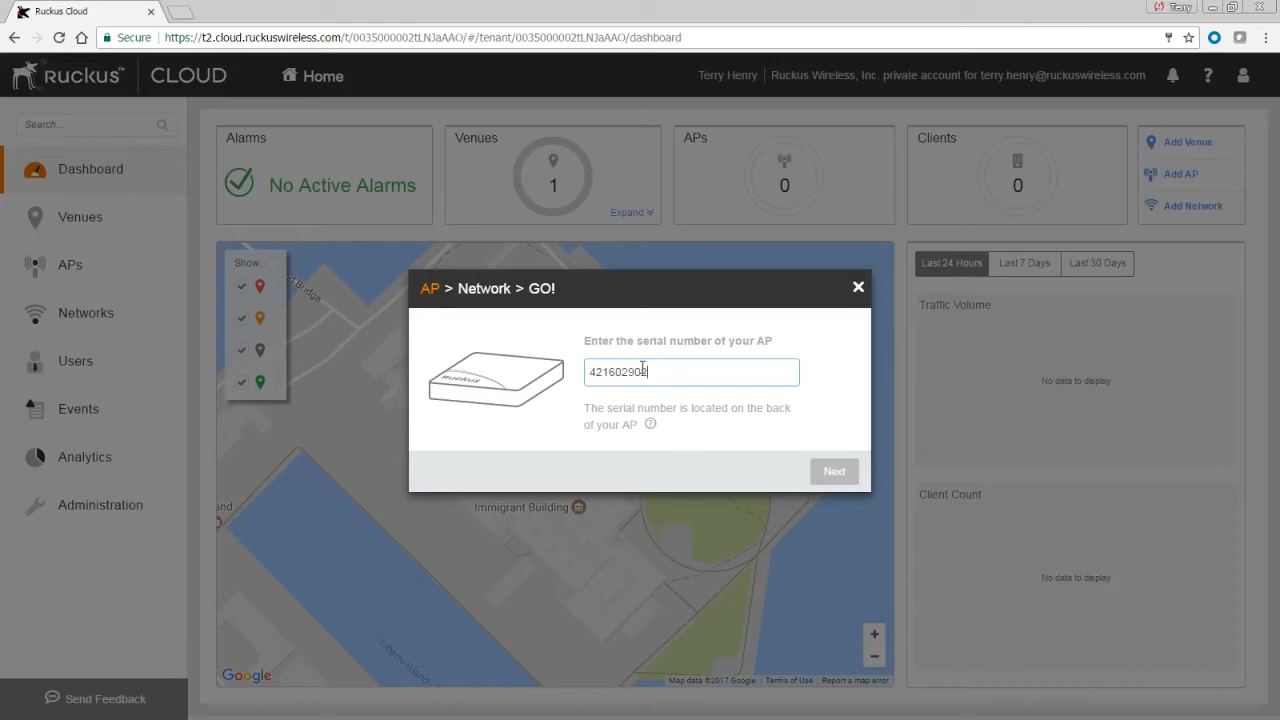 Ruckus Cloud
Terry
Secure
https://t2.cloud.ruckuswireless.com/t/0035000002tLNJaAAO/#/tenant/0035000002tLNJaAAO/dashboard
RUCKUS™ CLOUD
Home
Terry Henry
Ruckus Wireless, Inc. private account for terry.henry@ruckuswireless.com
?
Search...
Dashboard
Venues
APs
Networks
Users
Events
Analytics
Administration
Send Feedback
Alarms
No Active Alarms
Venues
1
Expand
APs
0
Clients
0
Add Venue
Add AP
Add Network
Show:
AP > Network > GO!
Enter the serial number of your AP
RUCKUS
The serial number is located on the back
of your AP ?
Next
Immigrant Building
Liberty Island
Google
Map data ©2017 Google
Terms of Use
Report a map error
+
−
Last 24 Hours
Last 7 Days
Last 30 Days
Traffic Volume
No data to display
Client Count
No data to display